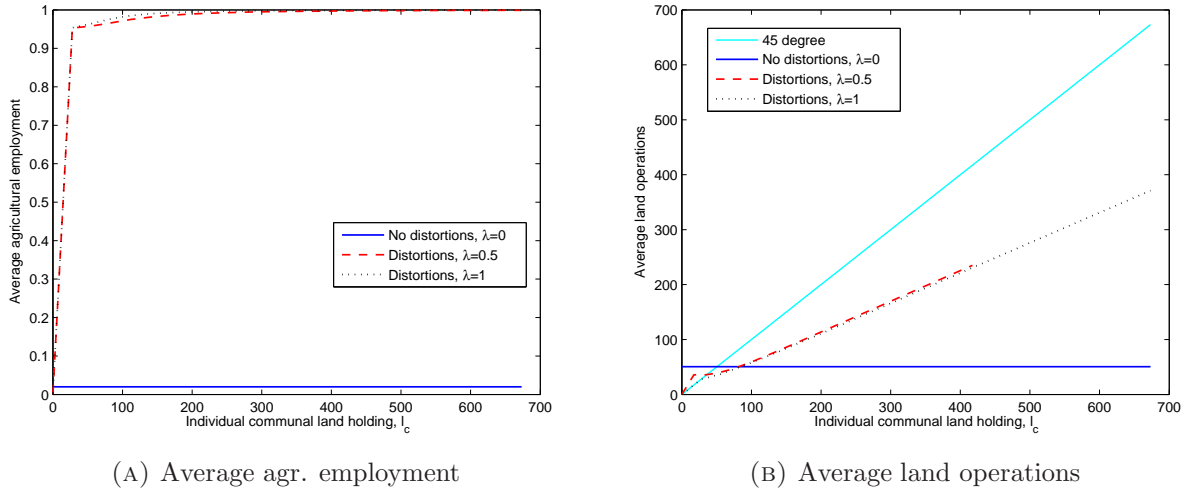 1
0.9
0.8
0.7
0.6
0.5
0.4
0.3
0.2
0.1
0
Average agricultural employment
No distortions, λ=0
Distortions, λ=0.5
Distortions, λ=1
0 100 200 300 400 500 600 700
Individual communal land holding, l_c
(A) Average agr. employment
700
600
500
400
300
200
100
0
Average land operations
45 degree
No distortions, λ=0
Distortions, λ=0.5
Distortions, λ=1
0 100 200 300 400 500 600 700
Individual communal land holding, l_c
(B) Average land operations